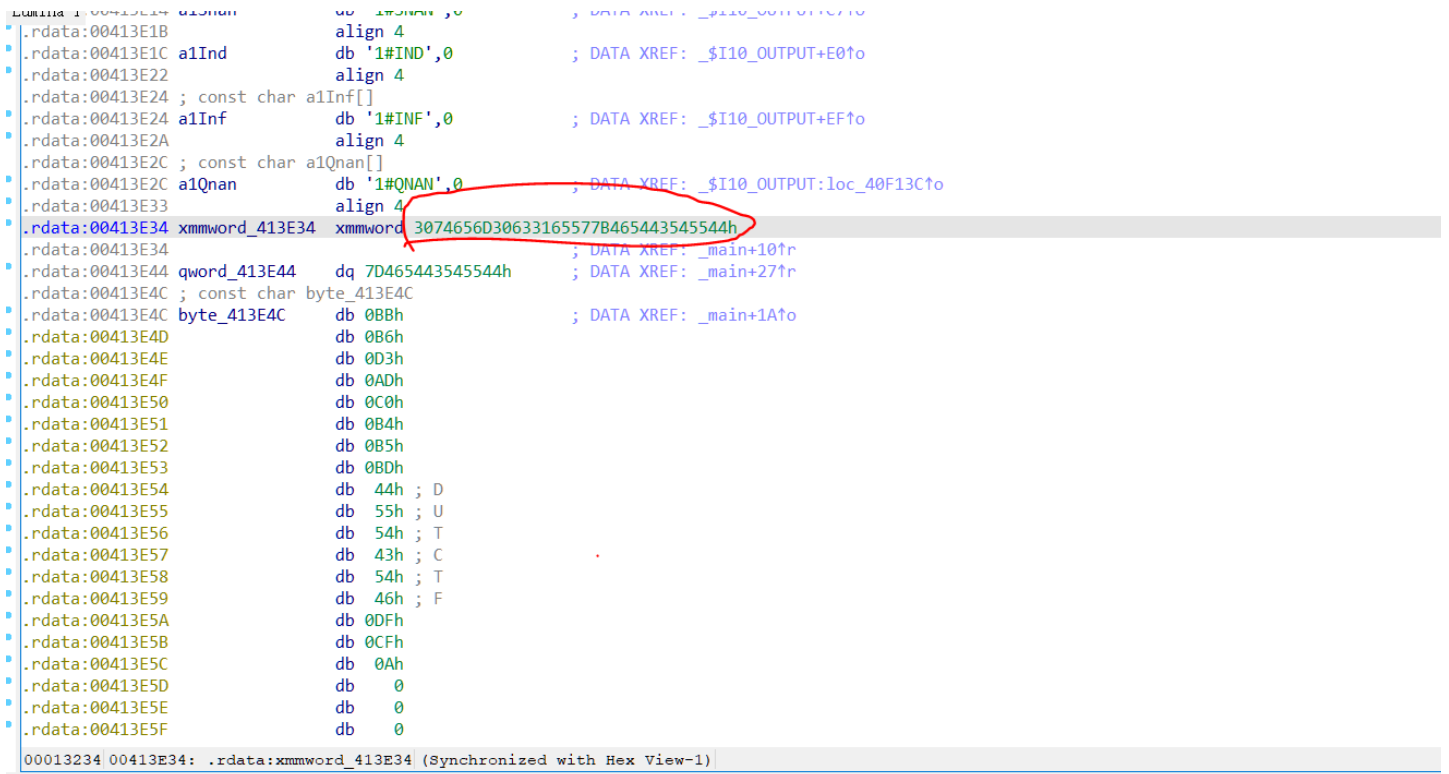 Lumina 1
.rdata:00413E1B align 4
.rdata:00413E1C a1Ind db '1#IND',0 ; DATA XREF: _$I10_OUTPUT+E0↑o
.rdata:00413E22 align 4
.rdata:00413E24 ; const char a1Inf[]
.rdata:00413E24 a1Inf db '1#INF',0 ; DATA XREF: _$I10_OUTPUT+EF↑o
.rdata:00413E2A align 4
.rdata:00413E2C ; const char a1Qnan[]
.rdata:00413E2C a1Qnan db '1#QNAN',0 ; DATA XREF: _$I10_OUTPUT:loc_40F13C↑o
.rdata:00413E33 align 4
.rdata:00413E34 xmmword_413E34 xmmword 3074656D30633165577B465443545544h
.rdata:00413E34 ; DATA XREF: _main+10↑r
.rdata:00413E44 qword_413E44 dq 7D465443545544h ; DATA XREF: _main+27↑r
.rdata:00413E4C ; const char byte_413E4C
.rdata:00413E4C byte_413E4C db 0BBh ; DATA XREF: _main+1A↑o
.rdata:00413E4D db 0B6h
.rdata:00413E4E db 0D3h
.rdata:00413E4F db 0ADh
.rdata:00413E50 db 0C0h
.rdata:00413E51 db 0B4h
.rdata:00413E52 db 0B5h
.rdata:00413E53 db 0BDh
.rdata:00413E54 db 44h ; D
.rdata:00413E55 db 55h ; U
.rdata:00413E56 db 54h ; T
.rdata:00413E57 db 43h ; C
.rdata:00413E58 db 54h ; T
.rdata:00413E59 db 46h ; F
.rdata:00413E5A db 0DFh
.rdata:00413E5B db 0CFh
.rdata:00413E5C db 0Ah
.rdata:00413E5D db 0
.rdata:00413E5E db 0
.rdata:00413E5F db 0
00013234 00413E34: .rdata:xmmword_413E34 (Synchronized with Hex View-1)